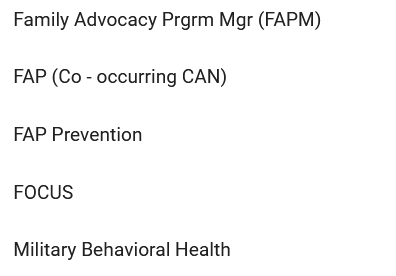 Family Advocacy Prgrm Mgr (FAPM)
FAP (Co - occurring CAN)
FAP Prevention
FOCUS
Military Behavioral Health